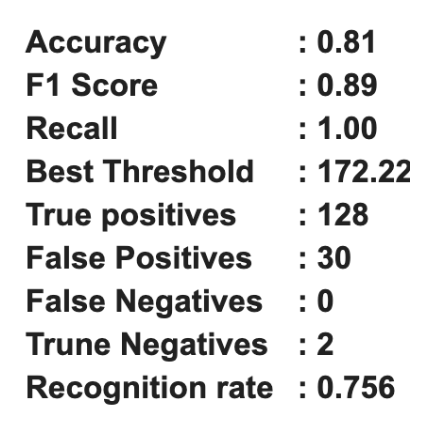 Accuracy : 0.81
F1 Score : 0.89
Recall : 1.00
Best Threshold : 172.22
True positives : 128
False Positives : 30
False Negatives : 0
Trune Negatives : 2
Recognition rate : 0.756